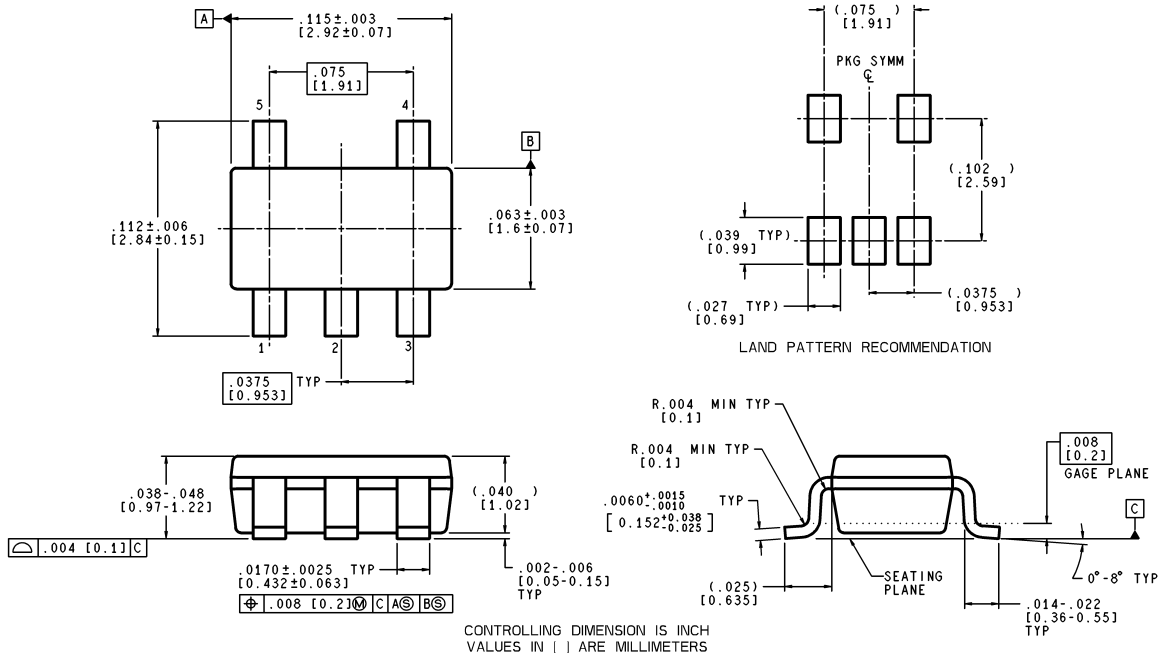 A
.115±.003
[2.92±0.07]
.075
[1.91]
5
4
B
.112±.006
[2.84±0.15]
.063±.003
[1.6±0.07]
1
2
3
.0375
[0.953]
TYP
(.075 )
[1.91]
PKG SYMM
℄
(.102 )
[2.59]
(.039 TYP)
[0.99]
(.027 TYP)
[0.69]
(.0375 )
[0.953]
LAND PATTERN RECOMMENDATION
.038-.048
[0.97-1.22]
(.040 )
[1.02]
⌓ .004 [0.1] C
.0170±.0025 TYP
[0.432±0.063]
⌖ .008 [0.2]Ⓜ C AⓈ BⓈ
.002-.006
[0.05-0.15]
TYP
R.004 MIN TYP
[0.1]
R.004 MIN TYP
[0.1]
.008
[0.2]
GAGE PLANE
.0060+.0015 -.0010
[0.152+0.038 -0.025]
TYP
C
(.025)
[0.635]
SEATING
PLANE
0°-8° TYP
.014-.022
[0.36-0.55]
TYP
CONTROLLING DIMENSION IS INCH
VALUES IN [ ] ARE MILLIMETERS